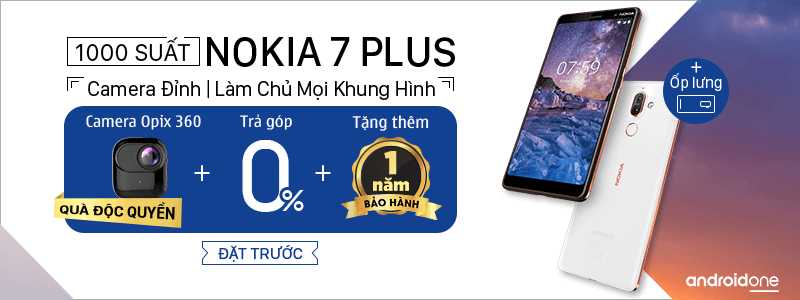 1000 SUẤT NOKIA 7 PLUS
Camera Đỉnh | Làm Chủ Mọi Khung Hình
Camera Opix 360
QUÀ ĐỘC QUYỀN
+
Trả góp
0%
+
Tặng thêm
1
năm
BẢO HÀNH
ĐẶT TRƯỚC
07:59
NOKIA
+
Ốp lưng
androidone